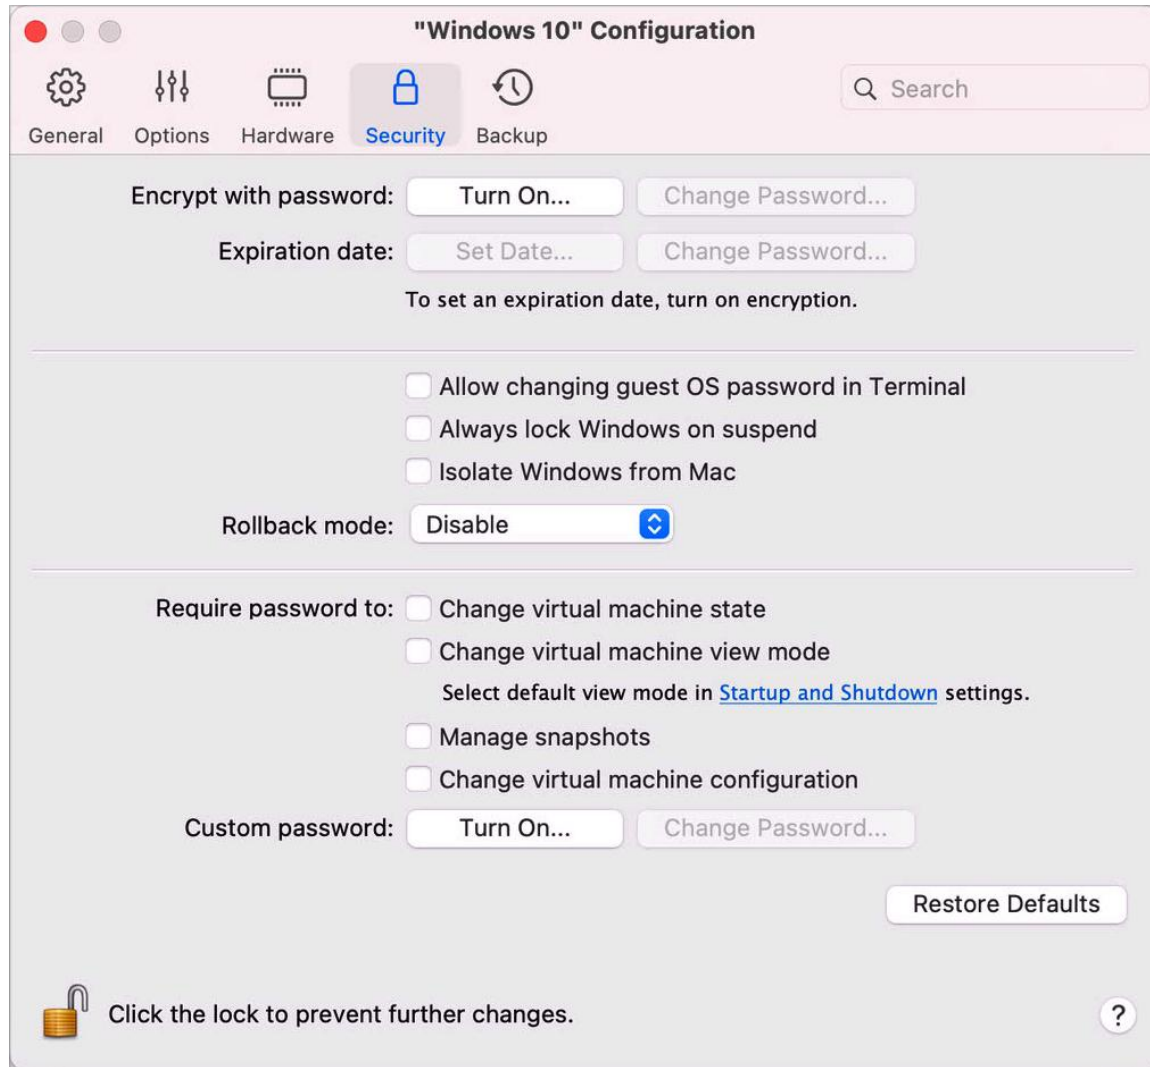 "Windows 10" Configuration
Search
General Options Hardware Security Backup
Encrypt with password: Turn On... Change Password...
Expiration date: Set Date... Change Password...
To set an expiration date, turn on encryption.
Allow changing guest OS password in Terminal
Always lock Windows on suspend
Isolate Windows from Mac
Rollback mode: Disable
Require password to: Change virtual machine state
Change virtual machine view mode
Select default view mode in Startup and Shutdown settings.
Manage snapshots
Change virtual machine configuration
Custom password: Turn On... Change Password...
Restore Defaults
Click the lock to prevent further changes. ?